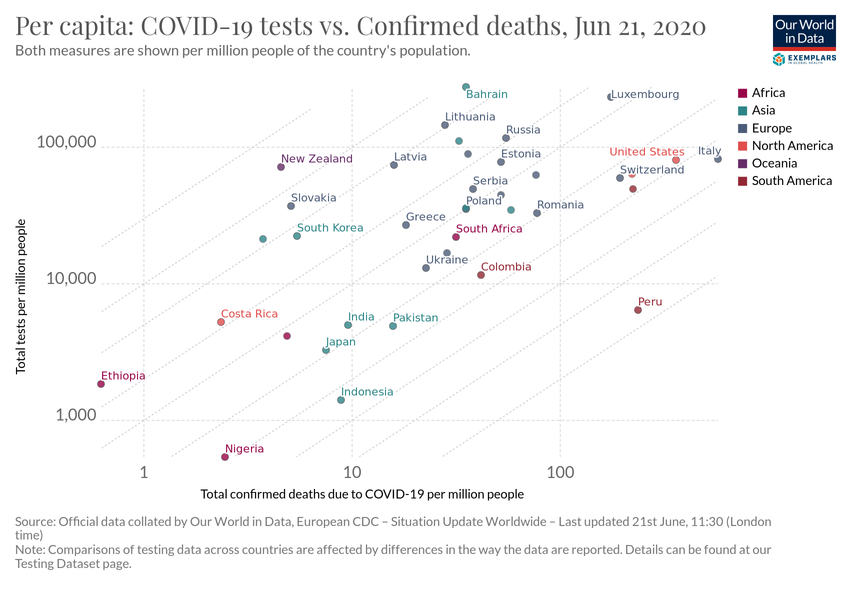 Per capita: COVID-19 tests vs. Confirmed deaths, Jun 21, 2020
Both measures are shown per million people of the country's population.
Our World
in Data
EXEMPLARS
IN GLOBAL HEALTH
Africa
Asia
Europe
North America
Oceania
South America
Total tests per million people
100,000
10,000
1,000
Bahrain
Luxembourg
Lithuania
Russia
New Zealand
Latvia
Estonia
United States
Italy
Switzerland
Serbia
Slovakia
Poland
Romania
Greece
South Korea
South Africa
Ukraine
Colombia
Peru
Costa Rica
India
Pakistan
Japan
Ethiopia
Indonesia
Nigeria
1
10
100
Total confirmed deaths due to COVID-19 per million people
Source: Official data collated by Our World in Data, European CDC – Situation Update Worldwide – Last updated 21st June, 11:30 (London
time)
Note: Comparisons of testing data across countries are affected by differences in the way the data are reported. Details can be found at our
Testing Dataset page.